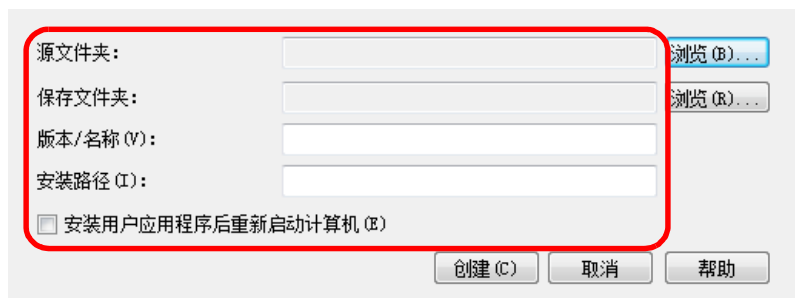 源文件夹： 浏览(B)...
保存文件夹： 浏览(R)...
版本/名称(V)：
安装路径(I)：
安装用户应用程序后重新启动计算机(E)
创建(C) 取消 帮助